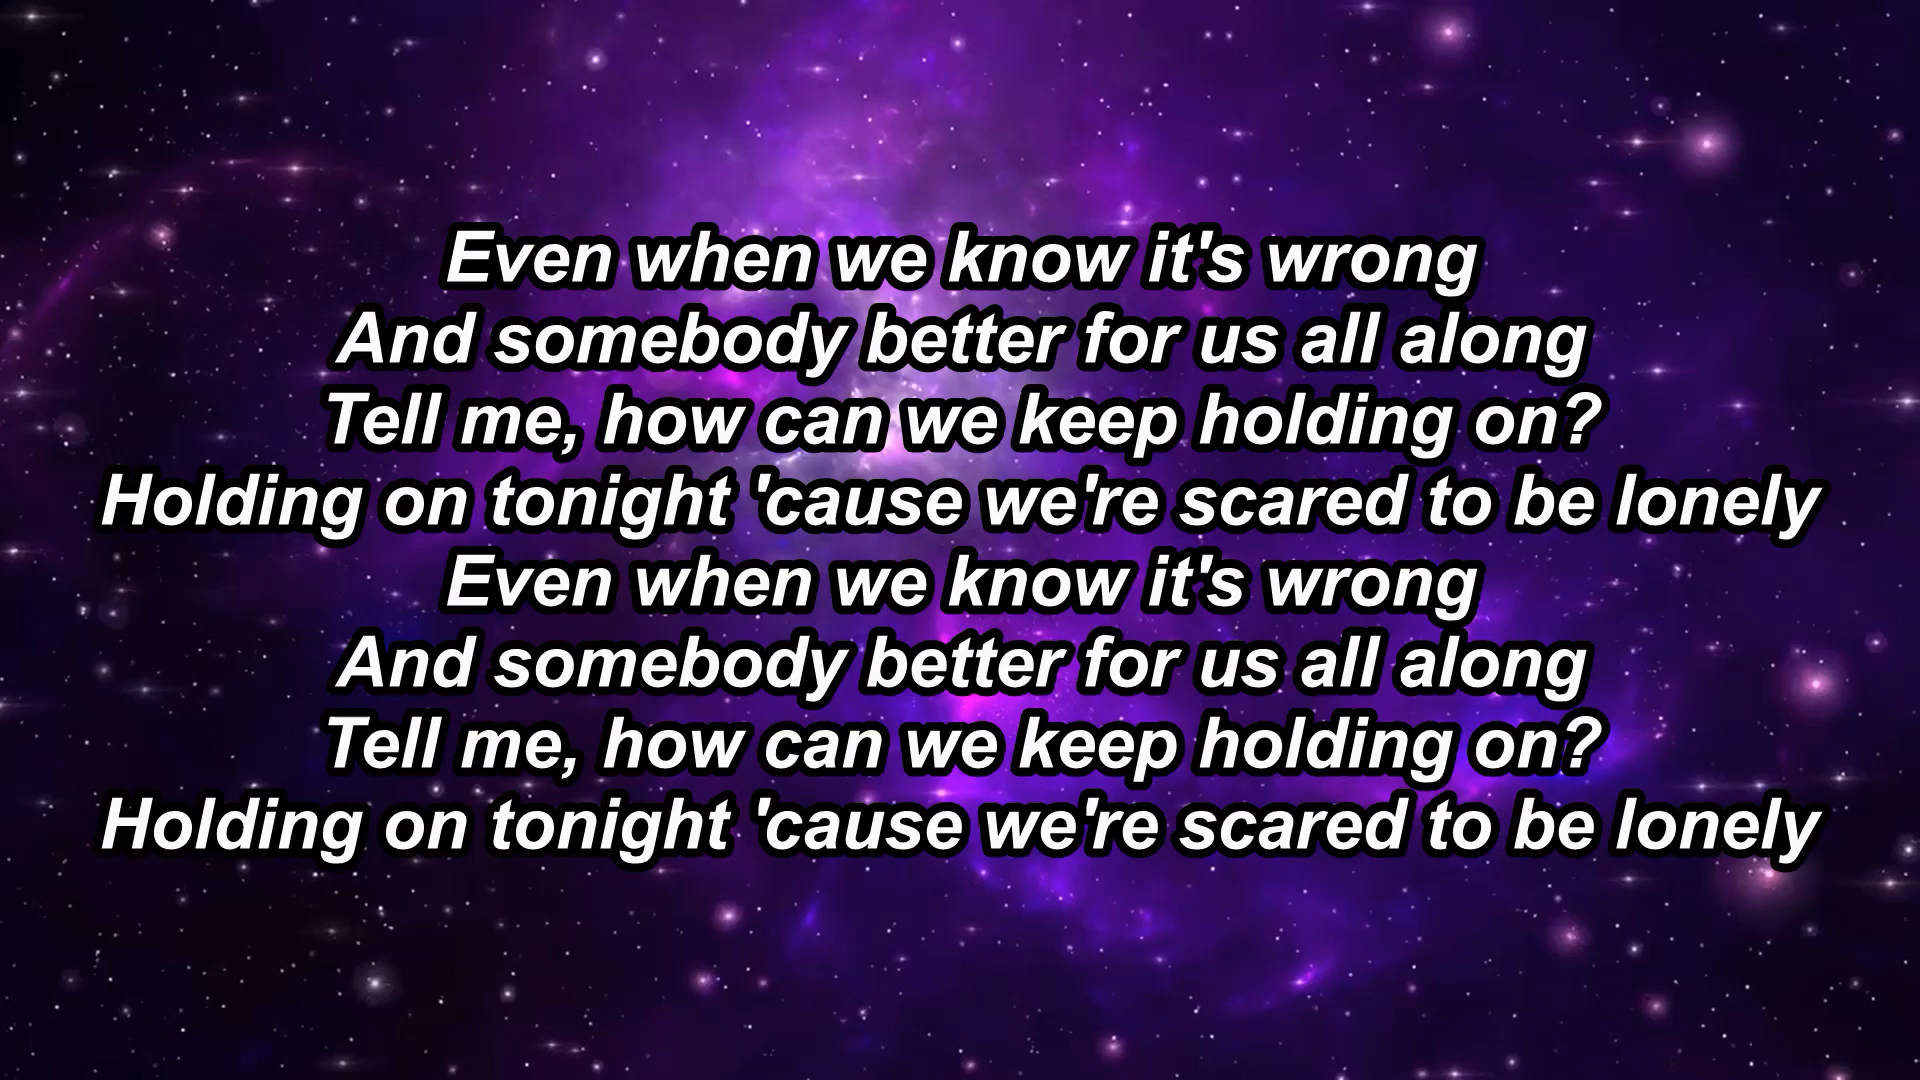 Even when we know it's wrong
And somebody better for us all along
Tell me, how can we keep holding on?
Holding on tonight 'cause we're scared to be lonely
Even when we know it's wrong
And somebody better for us all along
Tell me, how can we keep holding on?
Holding on tonight 'cause we're scared to be lonely